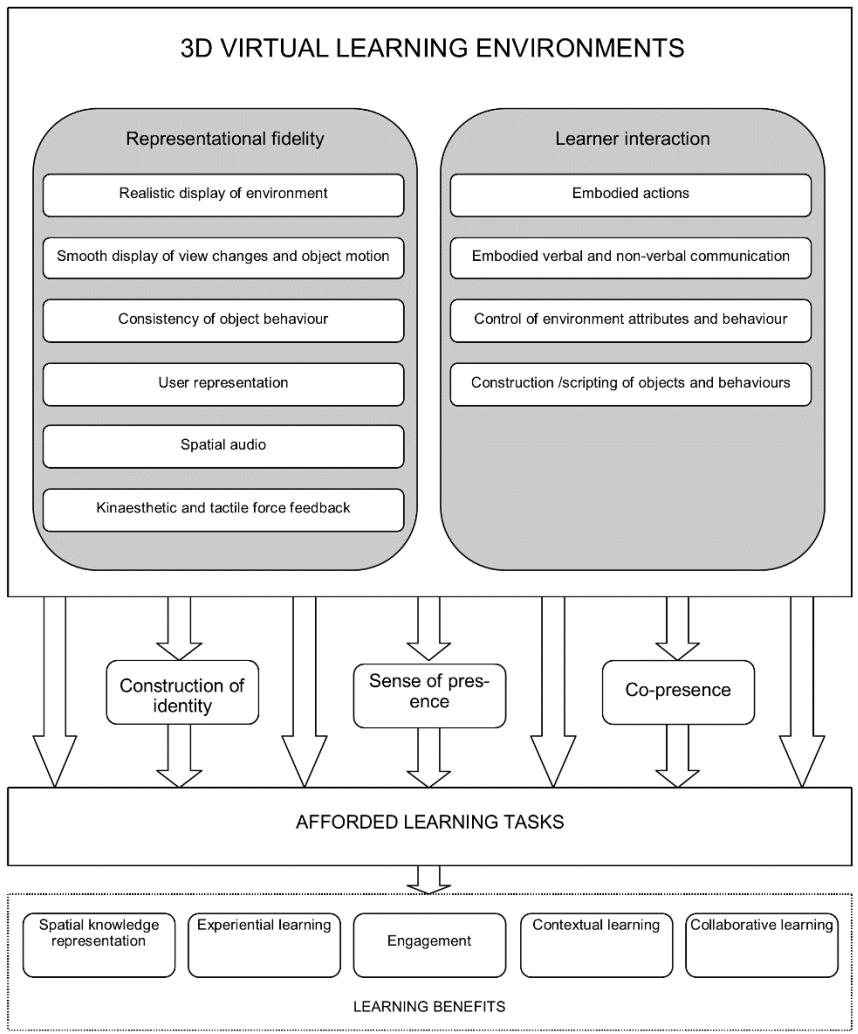 3D VIRTUAL LEARNING ENVIRONMENTS
Representational fidelity
Realistic display of environment
Smooth display of view changes and object motion
Consistency of object behaviour
User representation
Spatial audio
Kinaesthetic and tactile force feedback
Learner interaction
Embodied actions
Embodied verbal and non-verbal communication
Control of environment attributes and behaviour
Construction /scripting of objects and behaviours
Construction of
identity
Sense of pres-
ence
Co-presence
AFFORDED LEARNING TASKS
Spatial knowledge
representation
Experiential learning
Engagement
Contextual learning
Collaborative learning
LEARNING BENEFITS